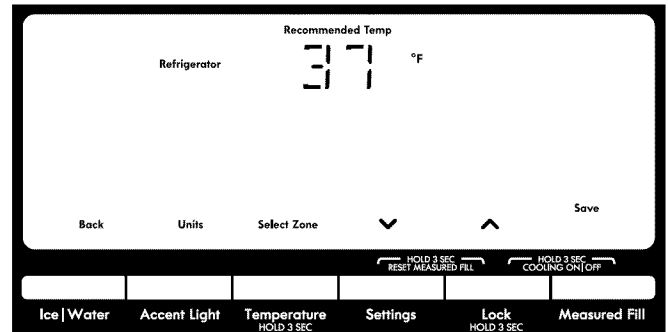 Recommended Temp
Refrigerator 37 °F
Save
Back Units Select Zone
HOLD 3 SEC HOLD 3 SEC
RESET MEASURED FILL COOLING ON|OFF
Ice|Water Accent Light Temperature Settings Lock Measured Fill
HOLD 3 SEC HOLD 3 SEC